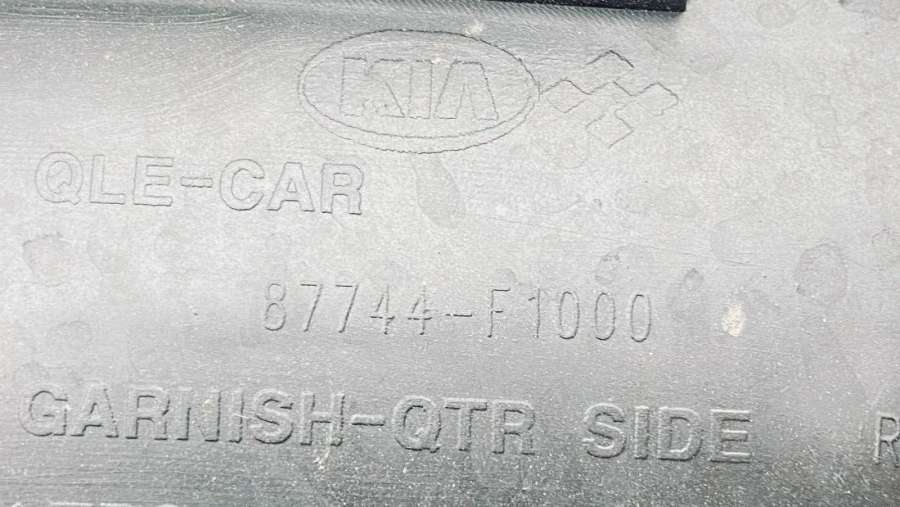 KIA
QLE-CAR
87744-F1000
GARNISH-QTR SIDE R